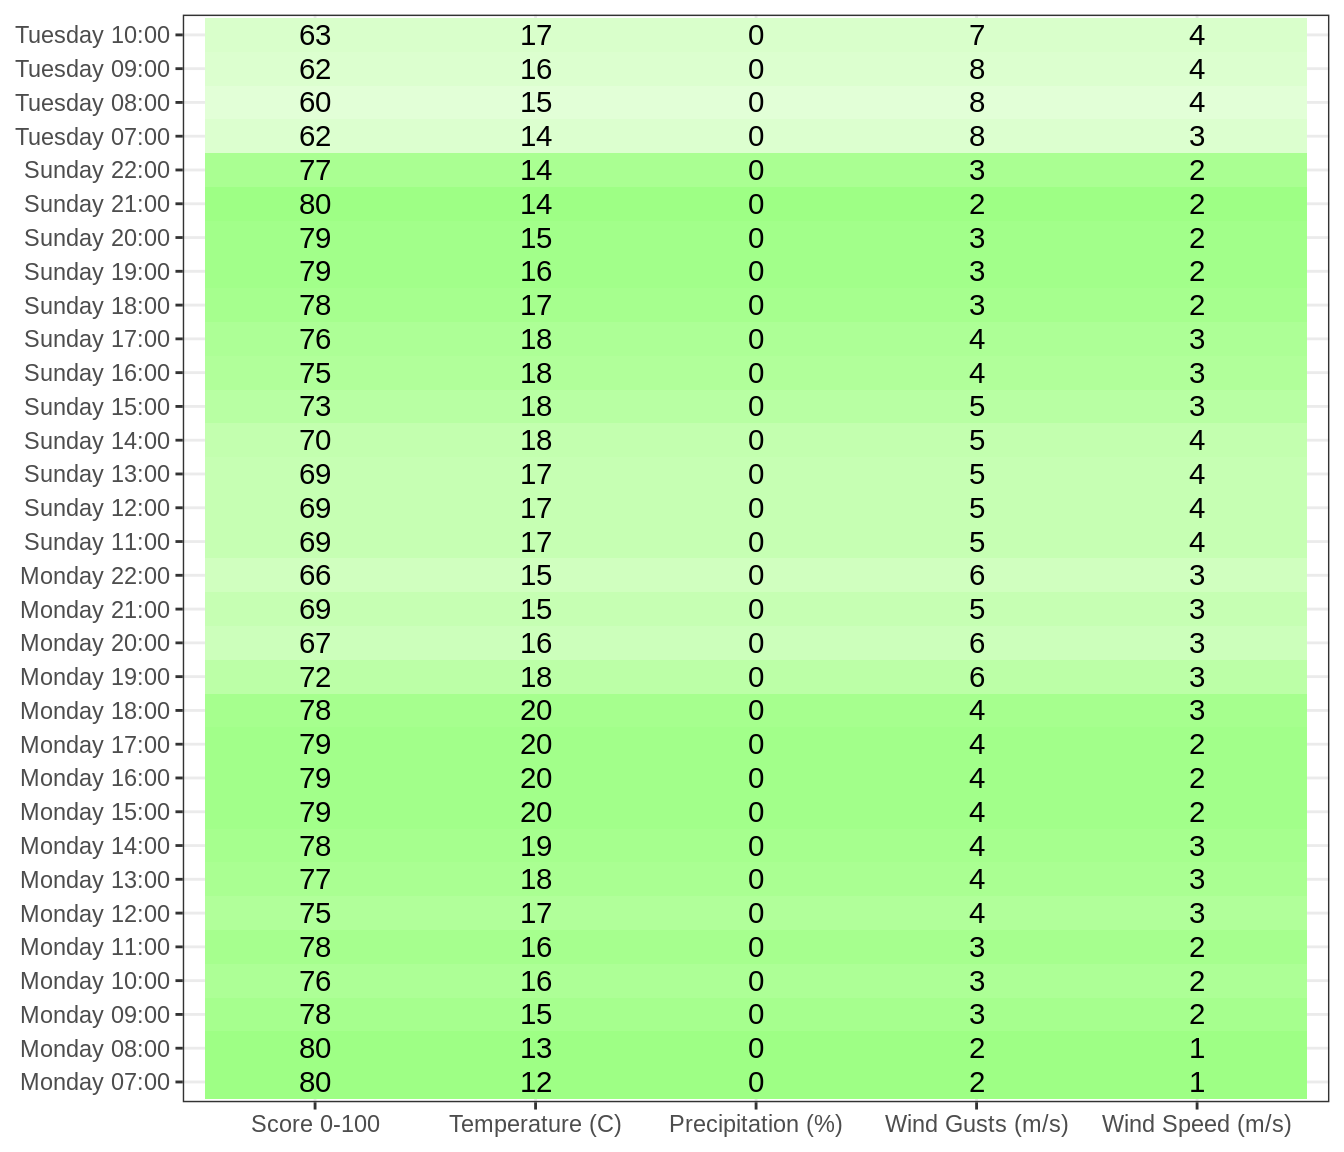 Tuesday 10:00 63 17 0 7 4
Tuesday 09:00 62 16 0 8 4
Tuesday 08:00 60 15 0 8 4
Tuesday 07:00 62 14 0 8 3
Sunday 22:00 77 14 0 3 2
Sunday 21:00 80 14 0 2 2
Sunday 20:00 79 15 0 3 2
Sunday 19:00 79 16 0 3 2
Sunday 18:00 78 17 0 3 2
Sunday 17:00 76 18 0 4 3
Sunday 16:00 75 18 0 4 3
Sunday 15:00 73 18 0 5 3
Sunday 14:00 70 18 0 5 4
Sunday 13:00 69 17 0 5 4
Sunday 12:00 69 17 0 5 4
Sunday 11:00 69 17 0 5 4
Monday 22:00 66 15 0 6 3
Monday 21:00 69 15 0 5 3
Monday 20:00 67 16 0 6 3
Monday 19:00 72 18 0 6 3
Monday 18:00 78 20 0 4 3
Monday 17:00 79 20 0 4 2
Monday 16:00 79 20 0 4 2
Monday 15:00 79 20 0 4 2
Monday 14:00 78 19 0 4 3
Monday 13:00 77 18 0 4 3
Monday 12:00 75 17 0 4 3
Monday 11:00 78 16 0 3 2
Monday 10:00 76 16 0 3 2
Monday 09:00 78 15 0 3 2
Monday 08:00 80 13 0 2 1
Monday 07:00 80 12 0 2 1
Score 0-100 Temperature (C) Precipitation (%) Wind Gusts (m/s) Wind Speed (m/s)